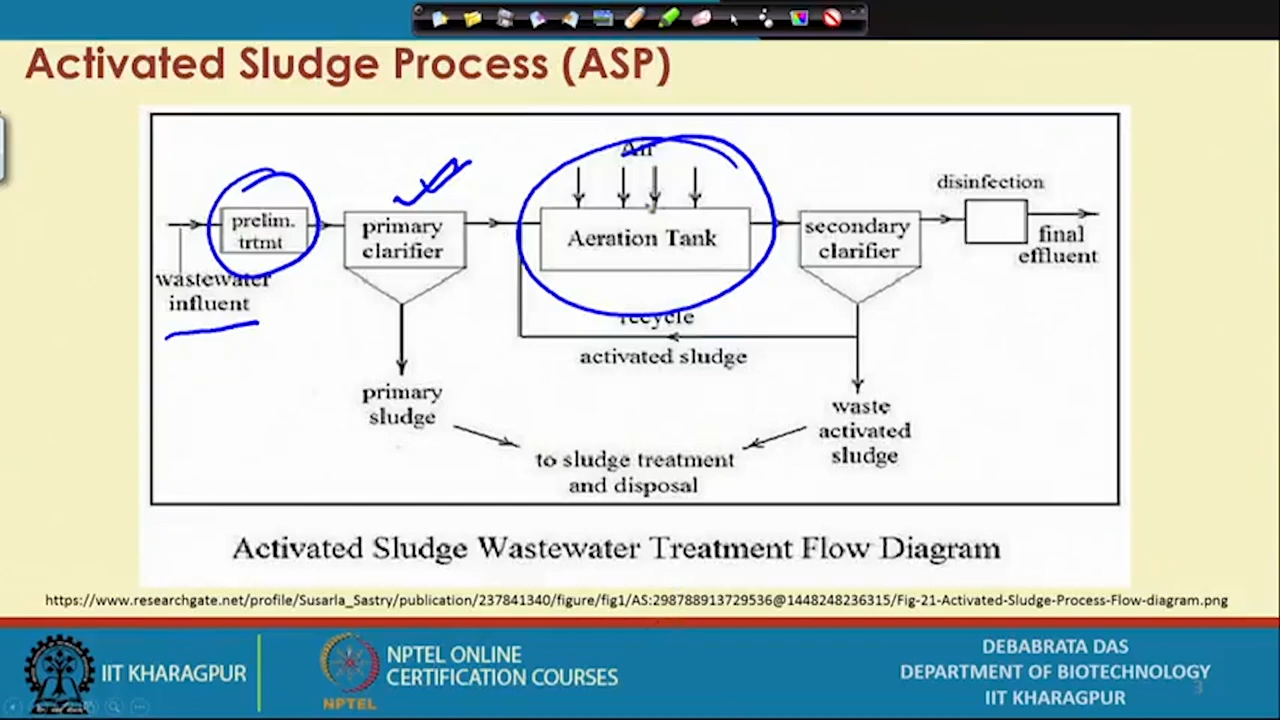 Activated Sludge Process (ASP)
Air
disinfection
prelim.
trtmt
primary
clarifier
Aeration Tank
secondary
clarifier
final
effluent
wastewater
influent
recycle
activated sludge
primary
sludge
waste
activated
sludge
to sludge treatment
and disposal
Activated Sludge Wastewater Treatment Flow Diagram
https://www.researchgate.net/profile/Susarla_Sastry/publication/237841340/figure/fig1/AS:298788913729536@1448248236315/Fig-21-Activated-Sludge-Process-Flow-diagram.png
IIT KHARAGPUR
NPTEL
NPTEL ONLINE
CERTIFICATION COURSES
DEBABRATA DAS
DEPARTMENT OF BIOTECHNOLOGY
IIT KHARAGPUR
3